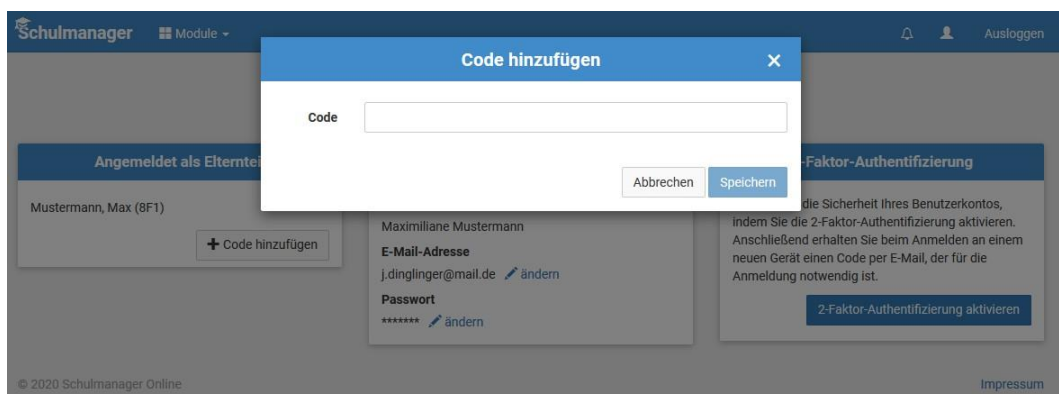 Schulmanager
Module
Ausloggen
Code hinzufügen
Code
Abbrechen
Speichern
Angemeldet als Elterntei
Mustermann, Max (8F1)
Code hinzufügen
Maximiliane Mustermann
E-Mail-Adresse
j.dinglinger@mail.de ändern
Passwort
******* ändern
-Faktor-Authentifizierung
die Sicherheit Ihres Benutzerkontos,
indem Sie die 2-Faktor-Authentifizierung aktivieren.
Anschließend erhalten Sie beim Anmelden an einem
neuen Gerät einen Code per E-Mail, der für die
Anmeldung notwendig ist.
2-Faktor-Authentifizierung aktivieren
© 2020 Schulmanager Online
Impressum